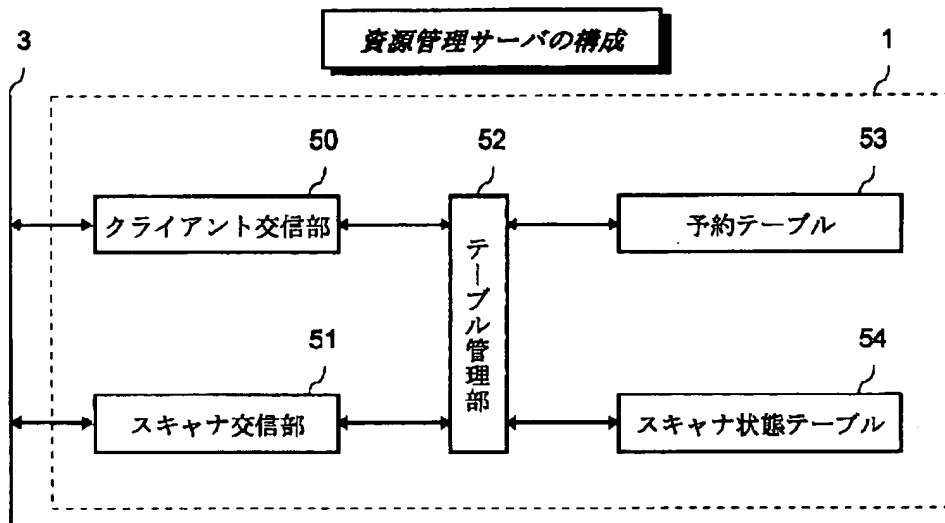 資源管理サーバの構成
3
1
50
52
53
クライアント交信部
テーブル管理部
予約テーブル
51
54
スキャナ交信部
スキャナ状態テーブル